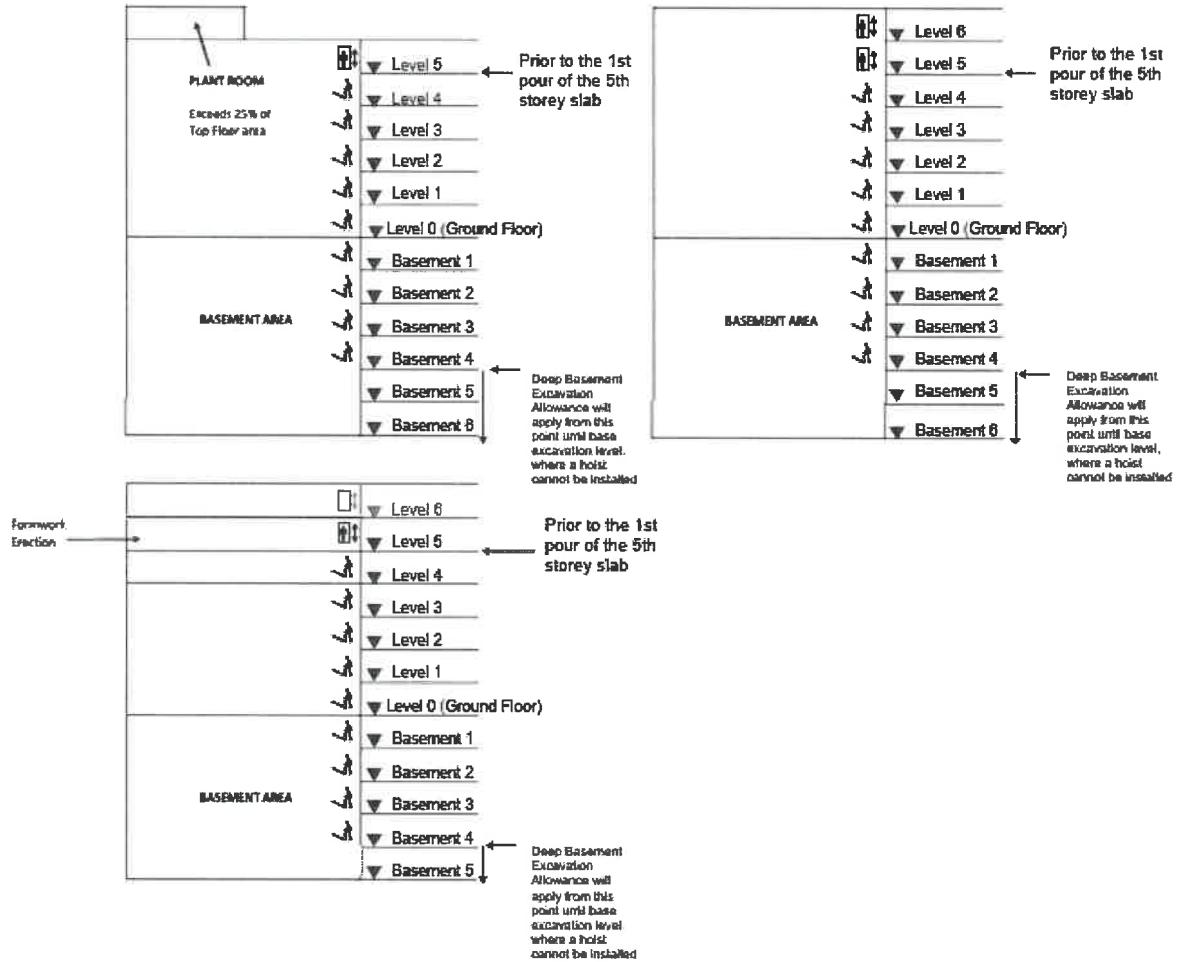 PLANT ROOM
Exceeds 25% of
Top Floor area
Level 5
Level 4
Level 3
Level 2
Level 1
Level 0 (Ground Floor)
Basement 1
Basement 2
Basement 3
Basement 4
Basement 5
Basement 6
BASEMENT AREA
Prior to the 1st
pour of the 5th
storey slab
Deep Basement
Excavation
Allowance will
apply from this
point until base
excavation level,
where a hoist
cannot be installed
Level 6
Level 5
Level 4
Level 3
Level 2
Level 1
Level 0 (Ground Floor)
Basement 1
Basement 2
Basement 3
Basement 4
Basement 5
Basement 6
BASEMENT AREA
Prior to the 1st
pour of the 5th
storey slab
Deep Basement
Excavation
Allowance will
apply from this
point until base
excavation level,
where a hoist
cannot be installed
Formwork
Erection
Level 6
Level 5
Level 4
Level 3
Level 2
Level 1
Level 0 (Ground Floor)
Basement 1
Basement 2
Basement 3
Basement 4
Basement 5
BASEMENT AREA
Prior to the 1st
pour of the 5th
storey slab
Deep Basement
Excavation
Allowance will
apply from this
point until base
excavation level
where a hoist
cannot be installed